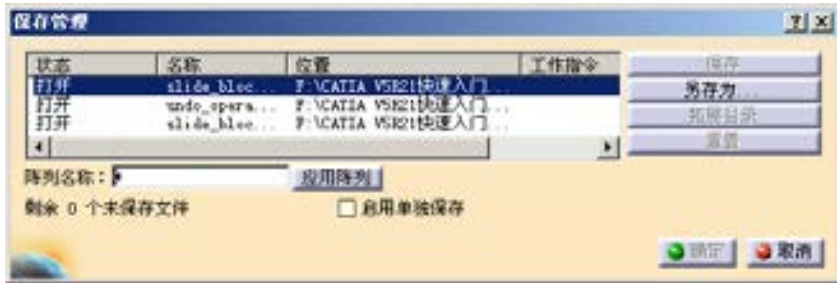 保存管理
状态 名称 位置 工作指令
打开 slide_bloc... F:\CATIA V5R21快速入门...
打开 undo_opera... F:\CATIA V5R21快速入门...
打开 slide_bloc... F:\CATIA V5R21快速入门...
保存
另存为...
拓展目录
重置
阵列名称：* 应用阵列
剩余 0 个未保存文件 启用单独保存
确定 取消